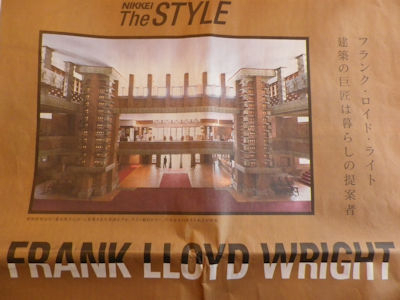 NIKKEI
The STYLE
フランク・ロイド・ライト
建築の巨匠は暮らしの提案者
FRANK LLOYD WRIGHT